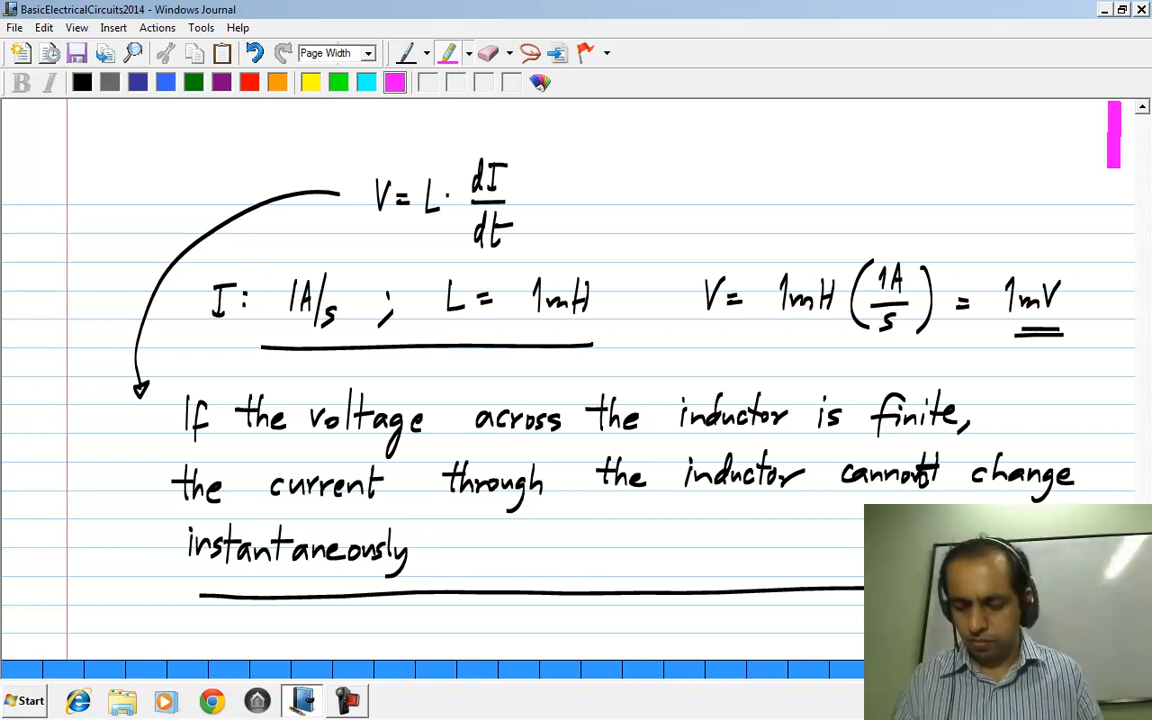 BasicElectricalCircuits2014 - Windows Journal
File Edit View Insert Actions Tools Help
Page Width
B I
V = L · dI/dt
I: 1A/s ; L = 1mH V = 1mH (1A/s) = 1mV
If the voltage across the inductor is finite,
the current through the inductor cannot change
instantaneously
Start